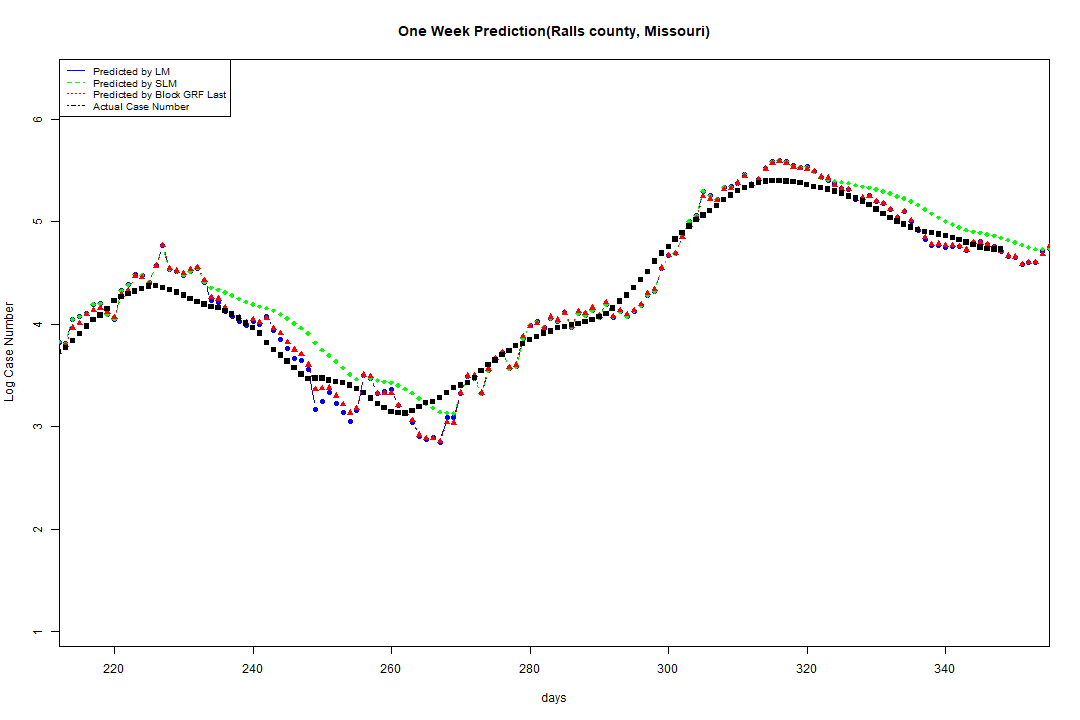 One Week Prediction(Ralls county, Missouri)
Predicted by LM
Predicted by SLM
Predicted by Block GRF Last
Actual Case Number
Log Case Number
6
5
4
3
2
1
220 240 260 280 300 320 340
days